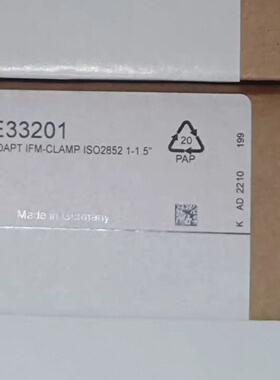 E33201
DAPT IFM-CLAMP ISO2852 1-1.5"
20
PAP
Made in Germany
K AD 2210 199